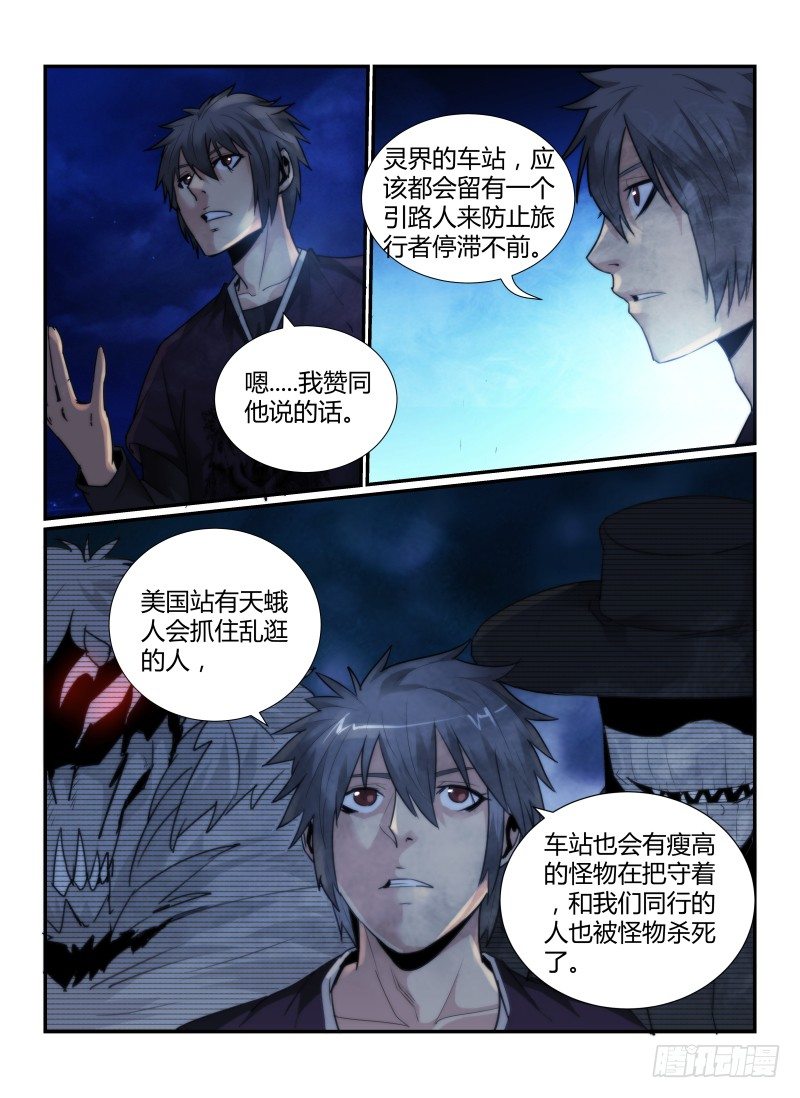 嗯.....我赞同
他说的话。
灵界的车站，应
该都会留有一个
引路人来防止旅
行者停滞不前。
美国站有天蛾
人会抓住乱逛
的人，
车站也会有瘦高
的怪物在把守着
，和我们同行的
人也被怪物杀死
了。
腾讯动漫